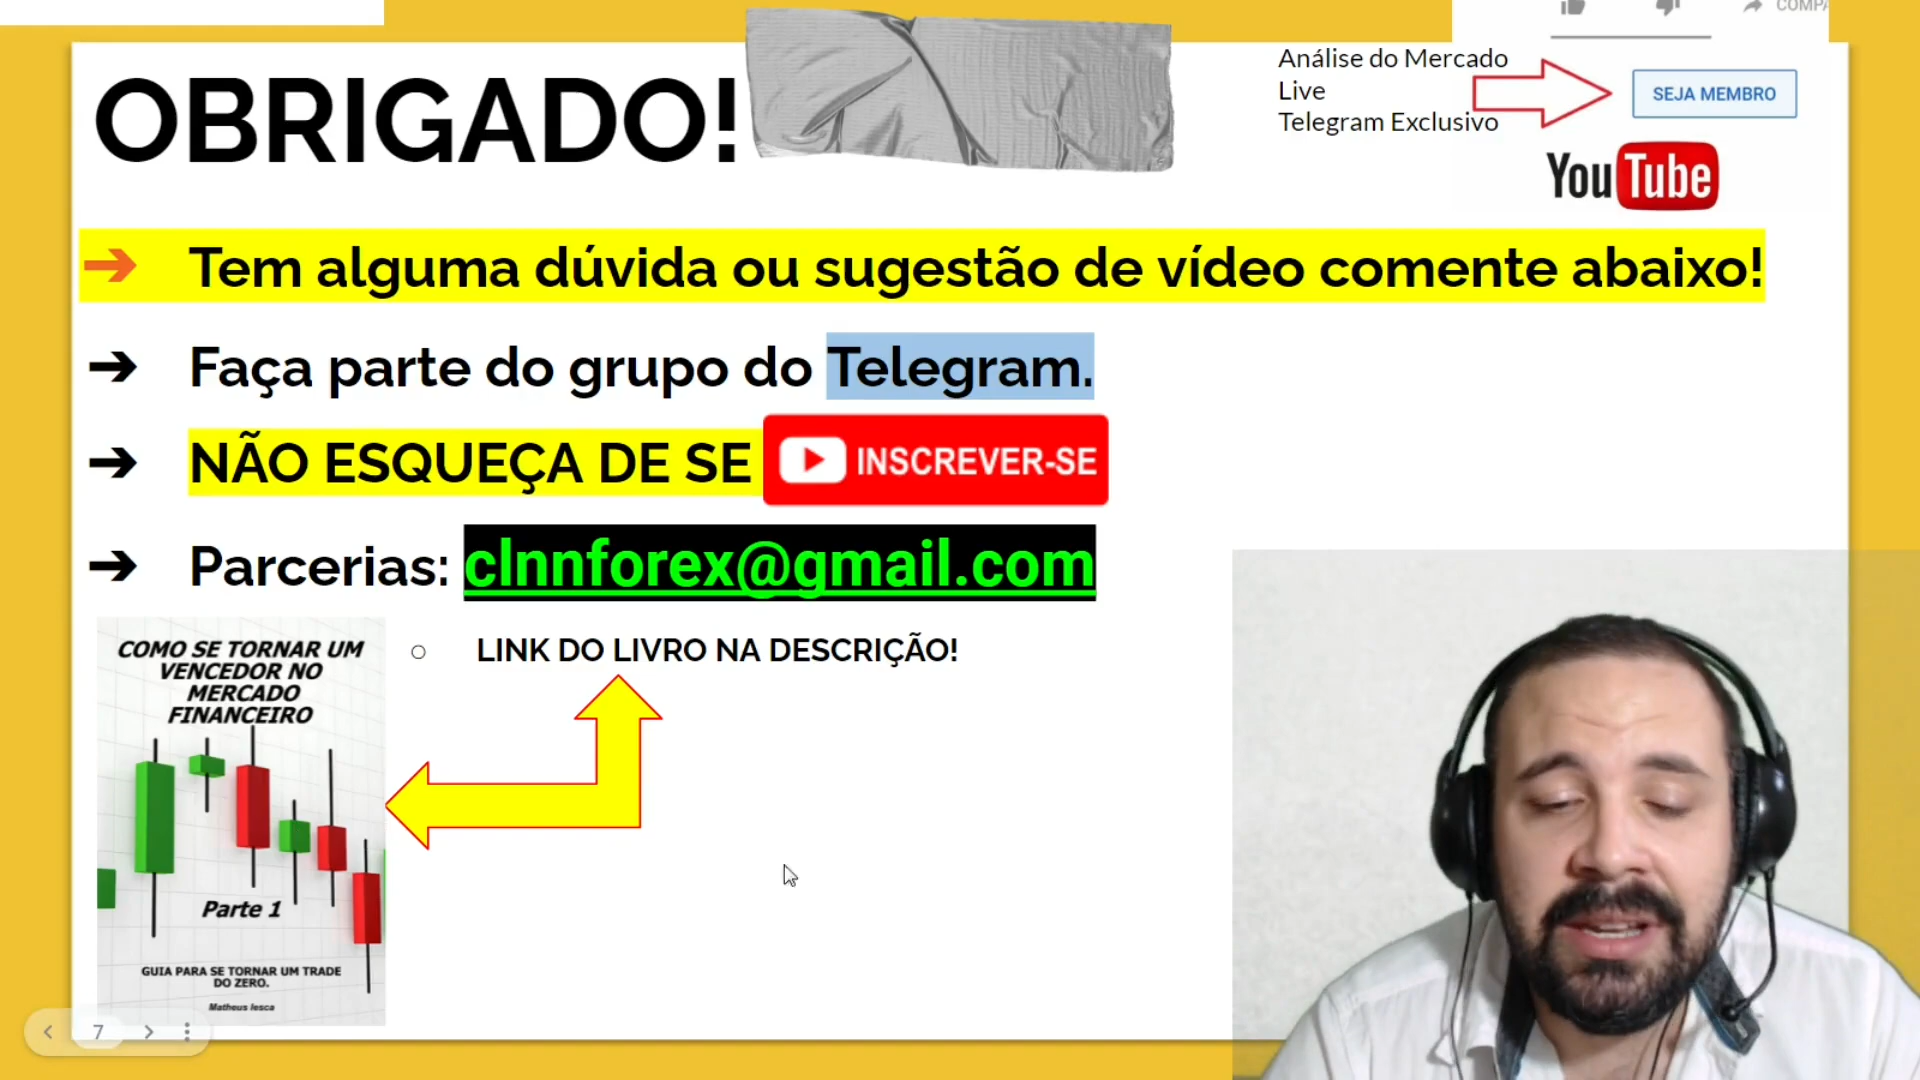 COMPA
OBRIGADO!
Análise do Mercado
Live
Telegram Exclusivo
SEJA MEMBRO
YouTube
Tem alguma dúvida ou sugestão de vídeo comente abaixo!
Faça parte do grupo do Telegram.
NÃO ESQUEÇA DE SE INSCREVER-SE
Parcerias: clnnforex@gmail.com
LINK DO LIVRO NA DESCRIÇÃO!
COMO SE TORNAR UM
VENCEDOR NO
MERCADO
FINANCEIRO
Parte 1
GUIA PARA SE TORNAR UM TRADE
DO ZERO.
Matheus Iesca
7